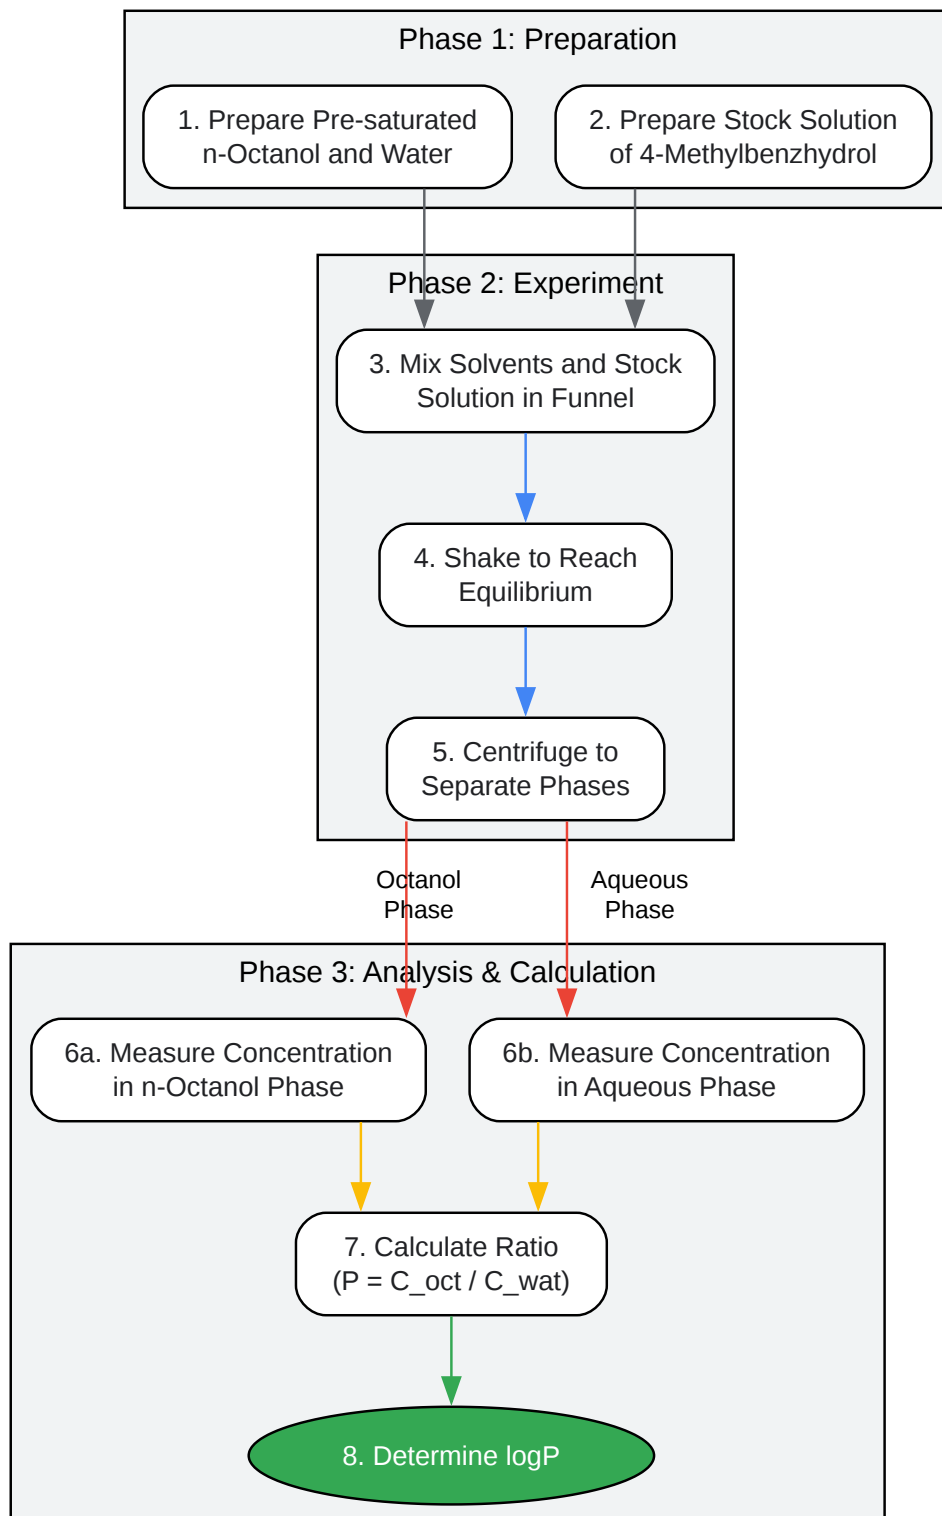 Phase 1: Preparation
1. Prepare Pre-saturated
n-Octanol and Water
2. Prepare Stock Solution
of 4-Methylbenzhydrol
Phase 2: Experiment
3. Mix Solvents and Stock
Solution in Funnel
4. Shake to Reach
Equilibrium
5. Centrifuge to
Separate Phases
Octanol
Phase
Aqueous
Phase
Phase 3: Analysis & Calculation
6a. Measure Concentration
in n-Octanol Phase
6b. Measure Concentration
in Aqueous Phase
7. Calculate Ratio
(P = C_oct / C_wat)
8. Determine logP